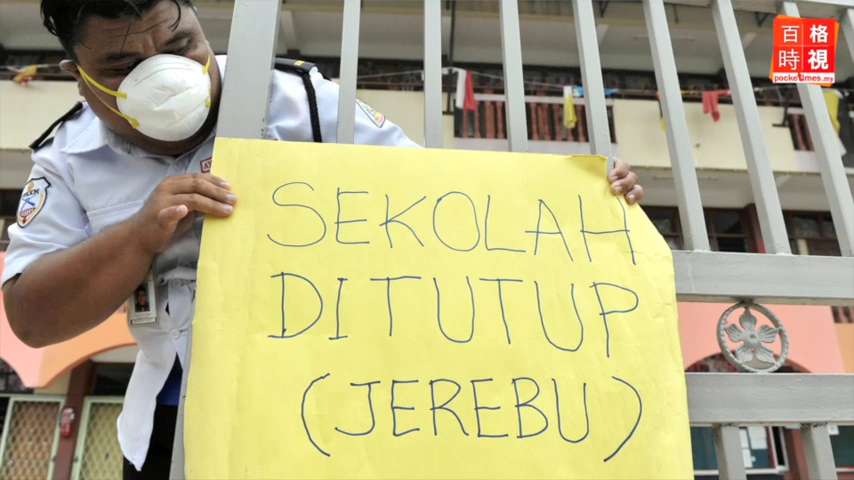 百格
時視
pocketimes.my
SEKOLAH
DITUTUP
(JEREBU)